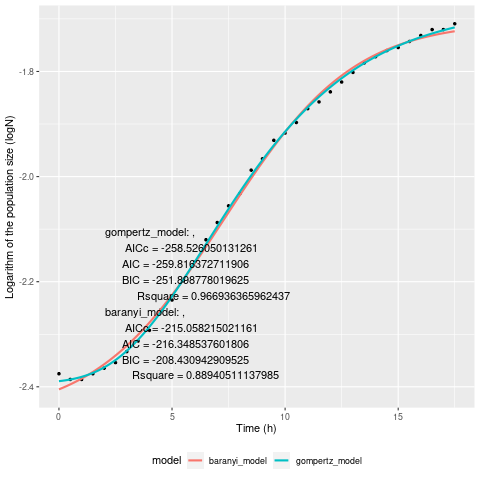 Logarithm of the population size (logN)
-1.8
-2.0
-2.2
-2.4
gompertz_model: ,
AICc = -258.526050131261
AIC = -259.816372711906
BIC = -251.898778019625
Rsquare = 0.966936365962437
baranyi_model: ,
AICc = -215.058215021161
AIC = -216.348537601806
BIC = -208.430942909525
Rsquare = 0.88940511137985
0 5 10 15
Time (h)
model baranyi_model gompertz_model